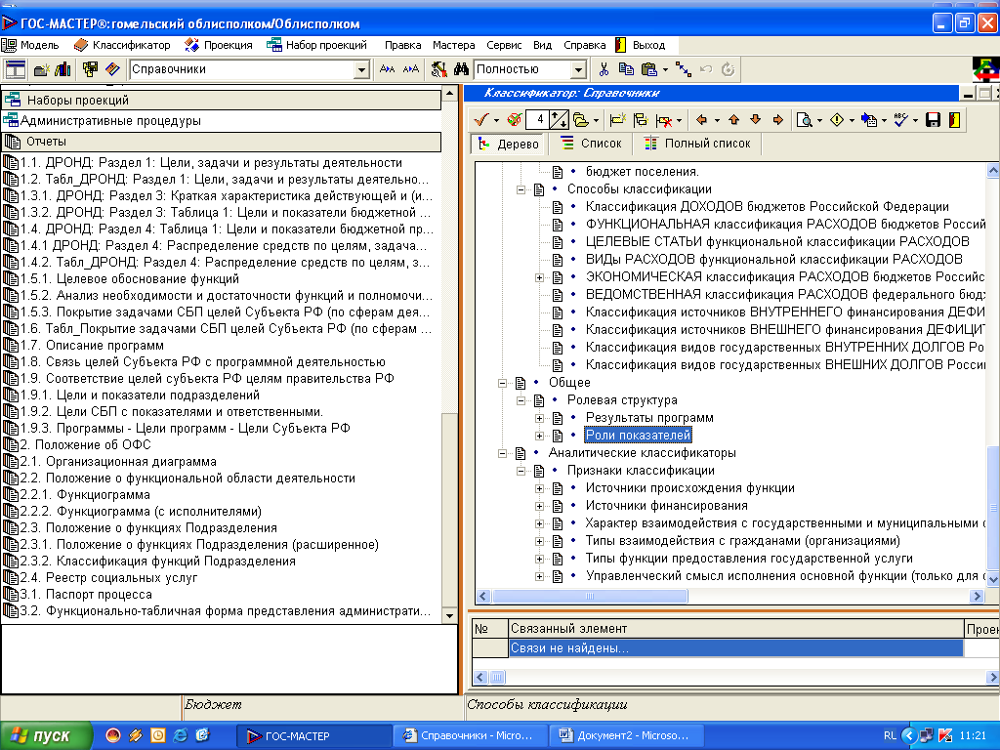 ГОС-МАСТЕР®: гомельский облисполком/Облисполком
Модель Классификатор Проекция Набор проекций Правка Мастера Сервис Вид Справка Выход
Справочники
Полностью
Наборы проекций
Административные процедуры
Отчеты
1.1. ДРОНД: Раздел 1: Цели, задачи и результаты деятельности
1.2. Табл_ДРОНД: Раздел 1: Цели, задачи и результаты деятельно...
1.3.1. ДРОНД: Раздел 3: Краткая характеристика действующей и (и...
1.3.2. ДРОНД: Раздел 3: Таблица 1: Цели и показатели бюджетной ...
1.4. ДРОНД: Раздел 4: Таблица 1: Цели и показатели бюджетной пр...
1.4.1 ДРОНД: Раздел 4: Распределение средств по целям, задача...
1.4.2. Табл_ДРОНД: Раздел 4: Распределение средств по целям, з...
1.5.1. Целевое обоснование функций
1.5.2. Анализ необходимости и достаточности функций и полномочи...
1.5.3. Покрытие задачами СБП целей Субъекта РФ (по сферам дея...
1.6. Табл_Покрытие задачами СБП целей Субъекта РФ (по сферам ...
1.7. Описание программ
1.8. Связь целей Субъекта РФ с программной деятельностью
1.9. Соответствие целей субъекта РФ целям правительства РФ
1.9.1. Цели и показатели подразделений
1.9.2. Цели СБП с показателями и ответственными.
1.9.3. Программы - Цели программ - Цели Субъекта РФ
2. Положение об ОФС
2.1. Организационная диаграмма
2.2. Положение о функциональной области деятельности
2.2.1. Функциограмма
2.2.2. Функциограмма (с исполнителями)
2.3. Положение о функциях Подразделения
2.3.1. Положение о функциях Подразделения (расширенное)
2.3.2. Классификация функций Подразделения
2.4. Реестр социальных услуг
3.1. Паспорт процесса
3.2. Функционально-табличная форма представления администрати...
Классификатор: Справочники
4
Дерево Список Полный список
бюджет поселения.
Способы классификации
Классификация ДОХОДОВ бюджетов Российской Федерации
ФУНКЦИОНАЛЬНАЯ классификация РАСХОДОВ бюджетов Россий
ЦЕЛЕВЫЕ СТАТЬИ функциональной классификации РАСХОДОВ
ВИДы РАСХОДОВ функциональной классификации РАСХОДОВ
ЭКОНОМИЧЕСКАЯ классификация РАСХОДОВ бюджетов Российс
ВЕДОМСТВЕННАЯ классификация РАСХОДОВ федерального бюд
Классификация источников ВНУТРЕННЕГО финансирования ДЕФИ
Классификация источников ВНЕШНЕГО финансирования ДЕФИЦИТ
Классификация видов государственных ВНУТРЕННИХ ДОЛГОВ Ро
Классификация видов государственных ВНЕШНИХ ДОЛГОВ Росси
Общее
Ролевая структура
Результаты программ
Роли показателей
Аналитические классификаторы
Признаки классификации
Источники происхождения функции
Источники финансирования
Характер взаимодействия с государственными и муниципальными о
Типы взаимодействия с гражданами (организациями)
Типы функции предоставления государственной услуги
Управленческий смысл исполнения основной функции (только для о
№ Связанный элемент Проек
Связи не найдены...
Бюджет
Способы классификации
пуск
ГОС-МАСТЕР
Справочники - Micro...
Документ2 - Microso...
RL
11:21